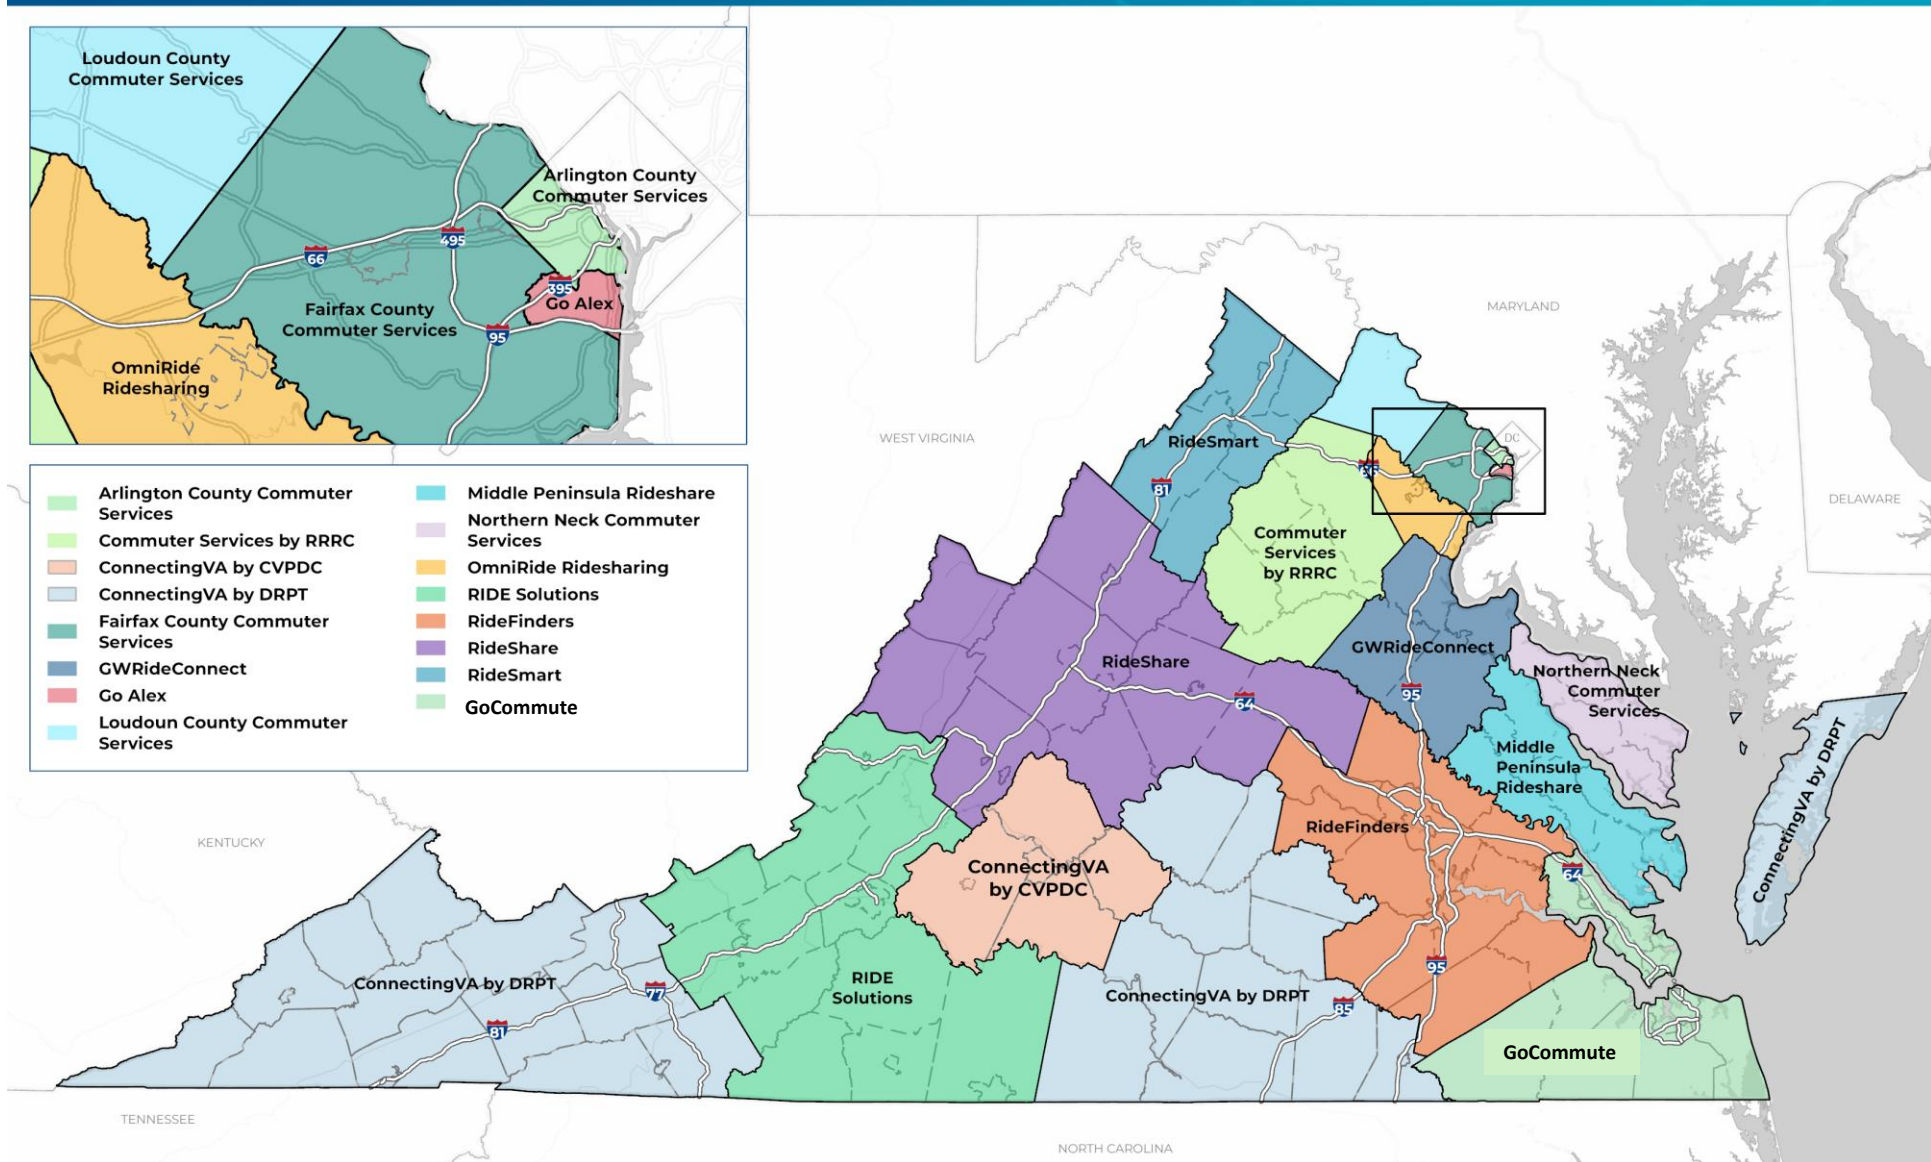 Loudoun County
Commuter Services
Arlington County
Commuter Services
495
66
395
Go Alex
Fairfax County
Commuter Services
95
OmniRide
Ridesharing
Arlington County Commuter
Services
Commuter Services by RRRC
ConnectingVA by CVPDC
ConnectingVA by DRPT
Fairfax County Commuter
Services
GWRideConnect
Go Alex
Loudoun County Commuter
Services
Middle Peninsula Rideshare
Northern Neck Commuter
Services
OmniRide Ridesharing
RIDE Solutions
RideFinders
RideShare
RideSmart
GoCommute
MARYLAND
WEST VIRGINIA
RideSmart
DC
66
81
DELAWARE
Commuter
Services
by RRRC
GWRideConnect
RideShare
Northern Neck
Commuter
Services
95
64
Middle
Peninsula
Rideshare
ConnectingVA by DRPT
KENTUCKY
RideFinders
ConnectingVA
by CVPDC
64
ConnectingVA by DRPT
RIDE
Solutions
77
81
ConnectingVA by DRPT
95
85
GoCommute
TENNESSEE
NORTH CAROLINA